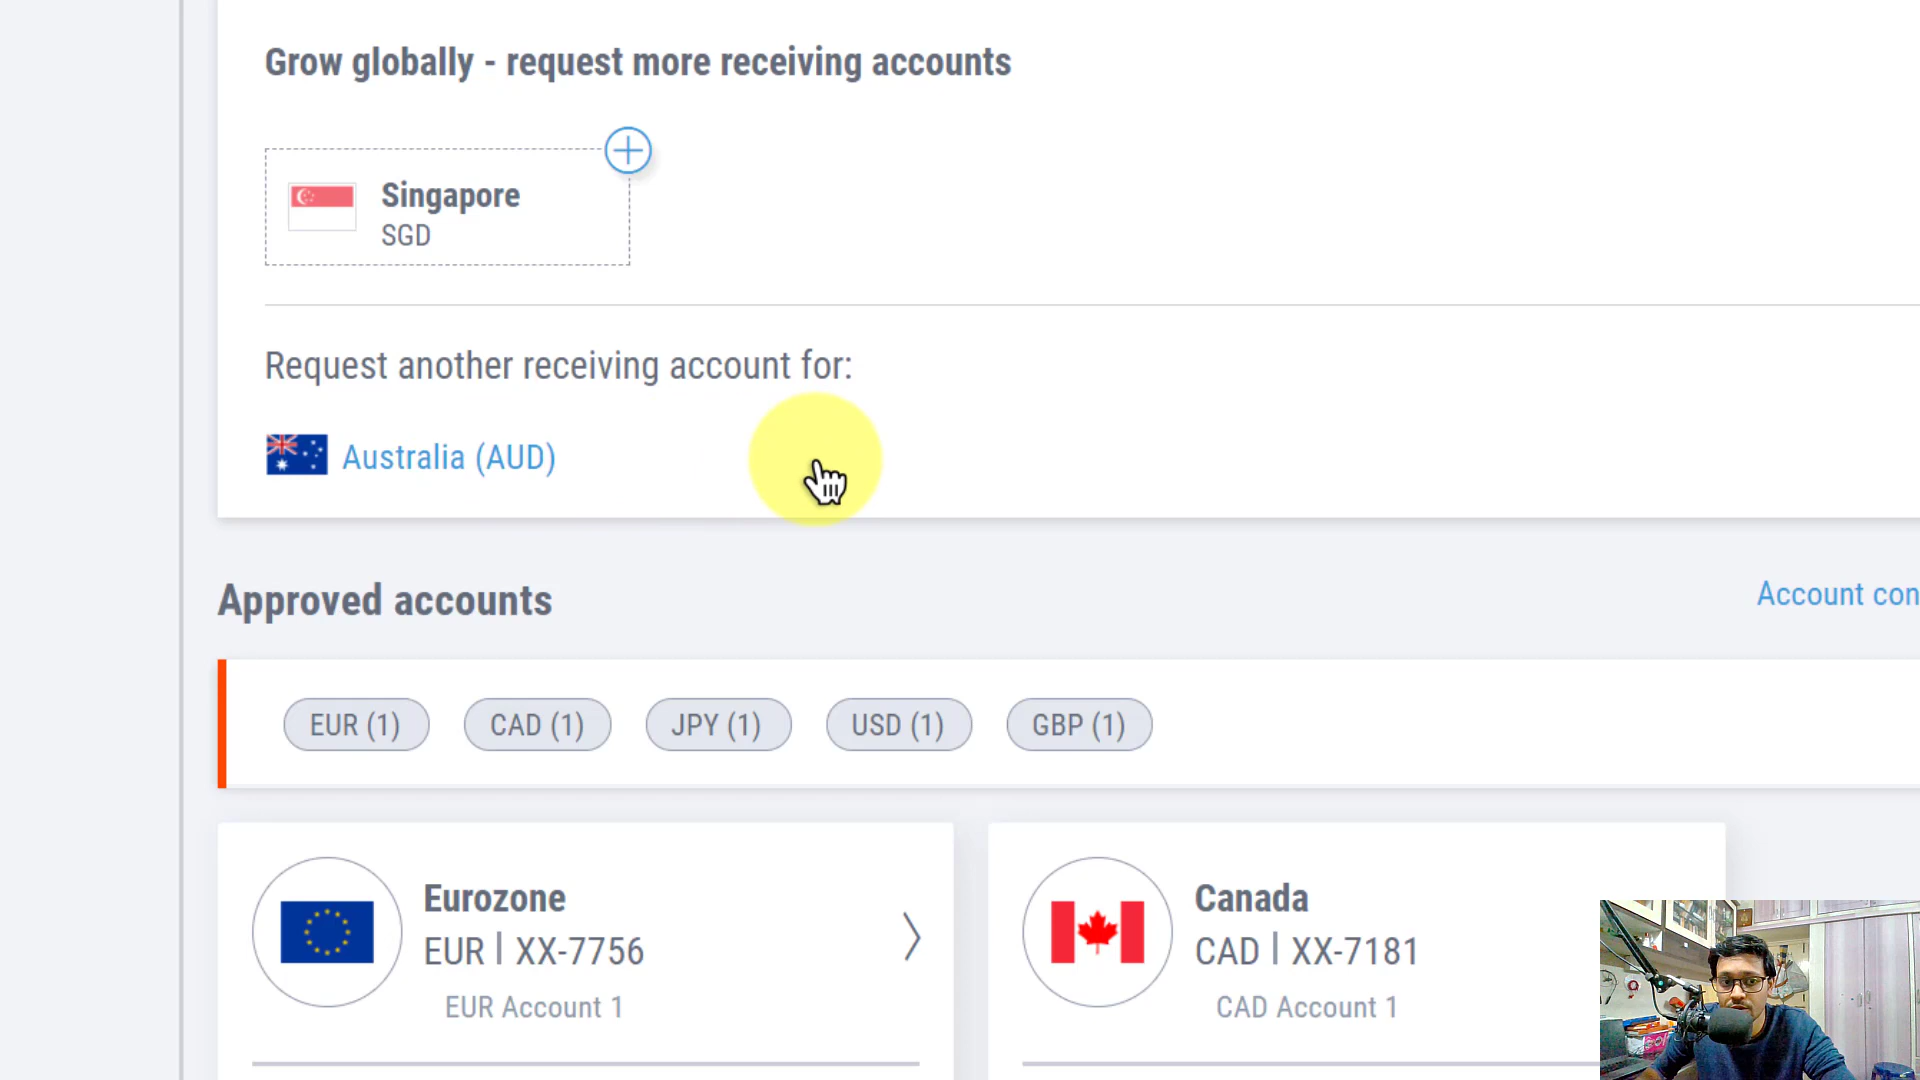 Grow globally - request more receiving accounts
Singapore
SGD
Request another receiving account for:
Australia (AUD)
Approved accounts
Account con
EUR (1)
CAD (1)
JPY (1)
USD (1)
GBP (1)
Eurozone
EUR | XX-7756
EUR Account 1
Canada
CAD | XX-7181
CAD Account 1